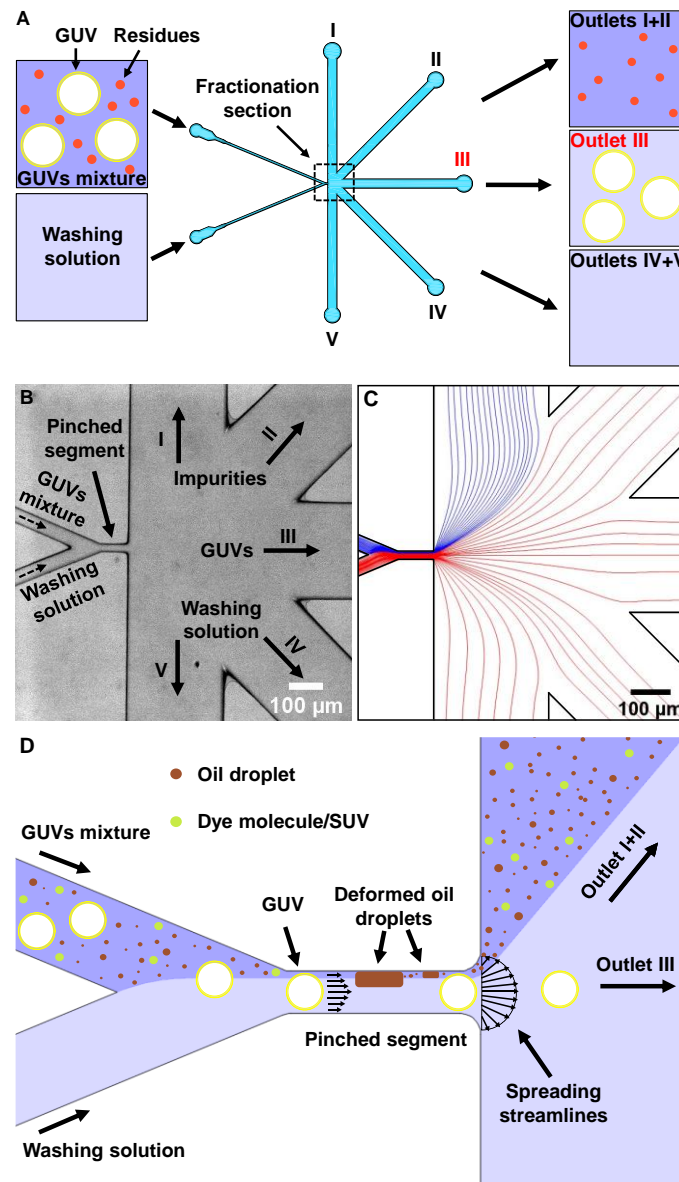 A
GUV
Residues
GUVs mixture
Washing
solution
Fractionation
section
I
II
III
IV
V
Outlets I+II
Outlet III
Outlets IV+V
B
Pinched
segment
GUVs
mixture
Washing
solution
I
II
Impurities
GUVs
III
Washing
solution
IV
V
100 µm
C
100 µm
D
Oil droplet
Dye molecule/SUV
GUVs mixture
GUV
Deformed oil
droplets
Outlet I+II
Outlet III
Pinched segment
Spreading
streamlines
Washing solution